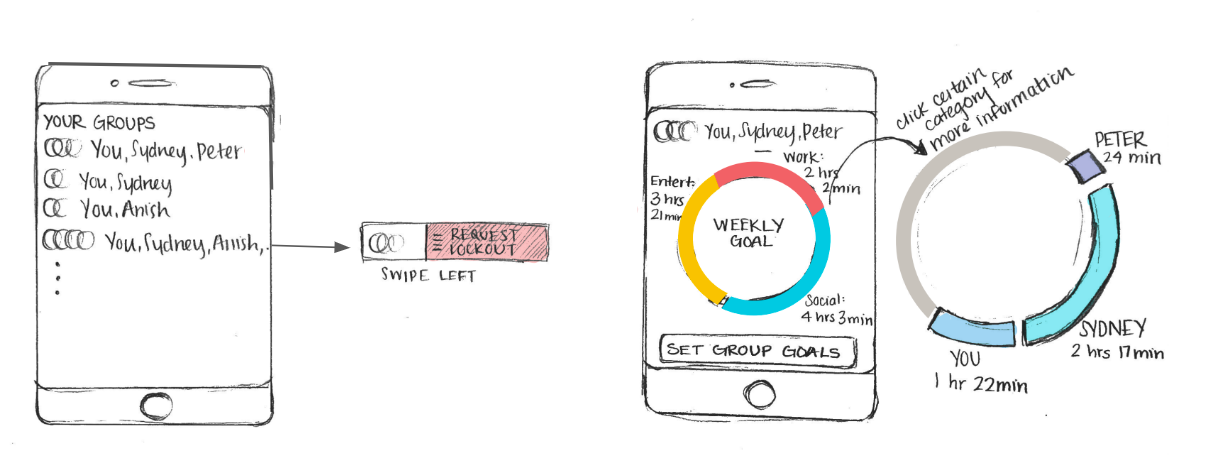 YOUR GROUPS
You, Sydney, Peter
You, Sydney
You, Anish
You, Sydney, Anish, .
REQUEST
LOCKOUT
SWIPE LEFT
You, Sydney, Peter
Work:
2 hrs
2 min
Entert:
3 hrs
21 min
WEEKLY
GOAL
Social:
4 hrs 3 min
SET GROUP GOALS
click certain
category for
more information
PETER
24 min
SYDNEY
2 hrs 17 min
YOU
1 hr 22 min